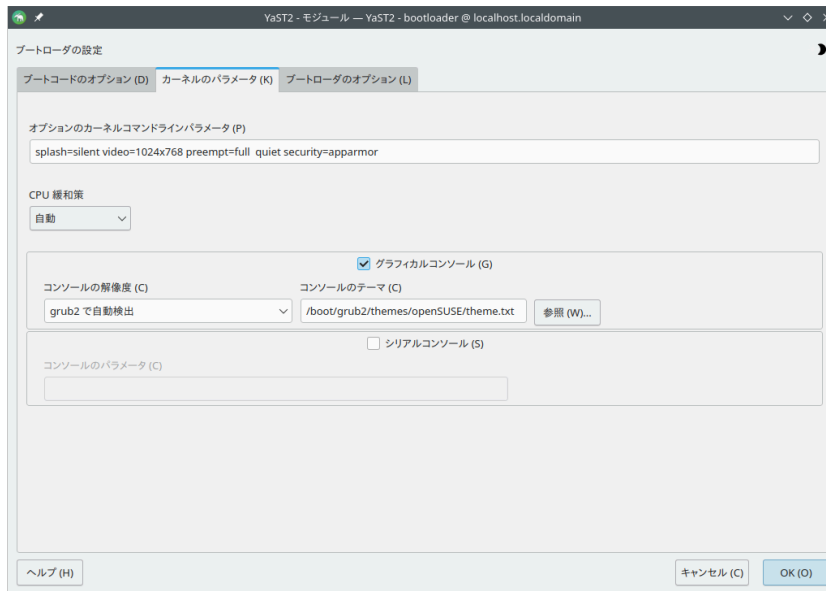 YaST2 - モジュール — YaST2 - bootloader @ localhost.localdomain
ブートローダの設定
ブートコードのオプション (D) カーネルのパラメータ (K) ブートローダのオプション (L)
オプションのカーネルコマンドラインパラメータ (P)
splash=silent video=1024x768 preempt=full  quiet security=apparmor
CPU 緩和策
自動
グラフィカルコンソール (G)
コンソールの解像度 (C) コンソールのテーマ (C)
grub2 で自動検出 /boot/grub2/themes/openSUSE/theme.txt 参照 (W)...
シリアルコンソール (S)
コンソールのパラメータ (C)
ヘルプ (H) キャンセル (C) OK (O)